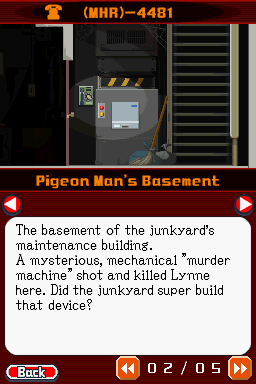 (MHR)-4481
Pigeon Man's Basement
The basement of the junkyard's
maintenance building.
A mysterious, mechanical "murder
machine" shot and killed Lynne
here. Did the junkyard super build
that device?
Back
02/05